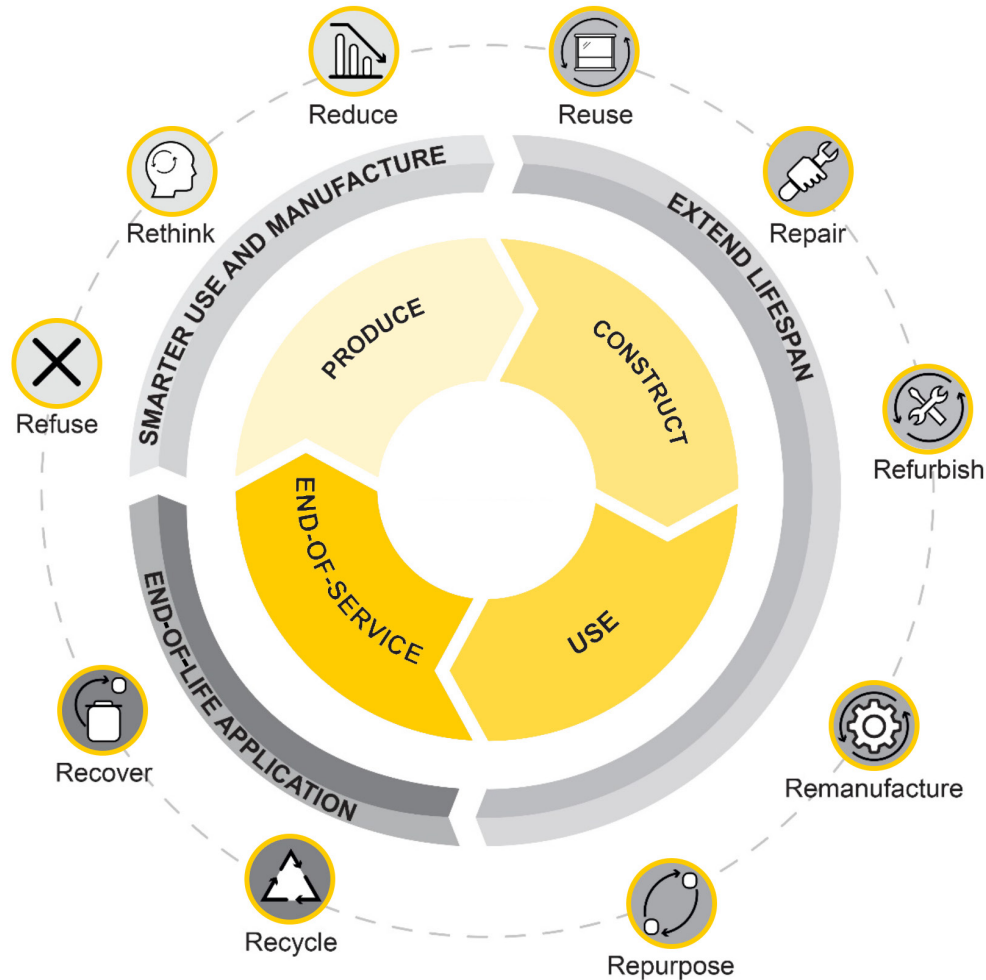 Reduce
Reuse
Rethink
Repair
Refuse
Refurbish
Recover
Remanufacture
Recycle
Repurpose
SMARTER USE AND MANUFACTURE
EXTEND LIFESPAN
END-OF-LIFE APPLICATION
PRODUCE
CONSTRUCT
USE
END-OF-SERVICE